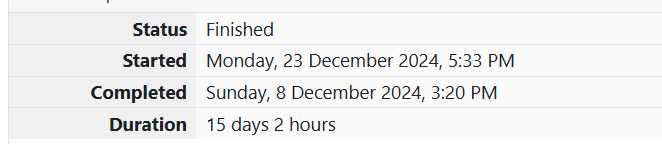 Status Finished
Started Monday, 23 December 2024, 5:33 PM
Completed Sunday, 8 December 2024, 3:20 PM
Duration 15 days 2 hours